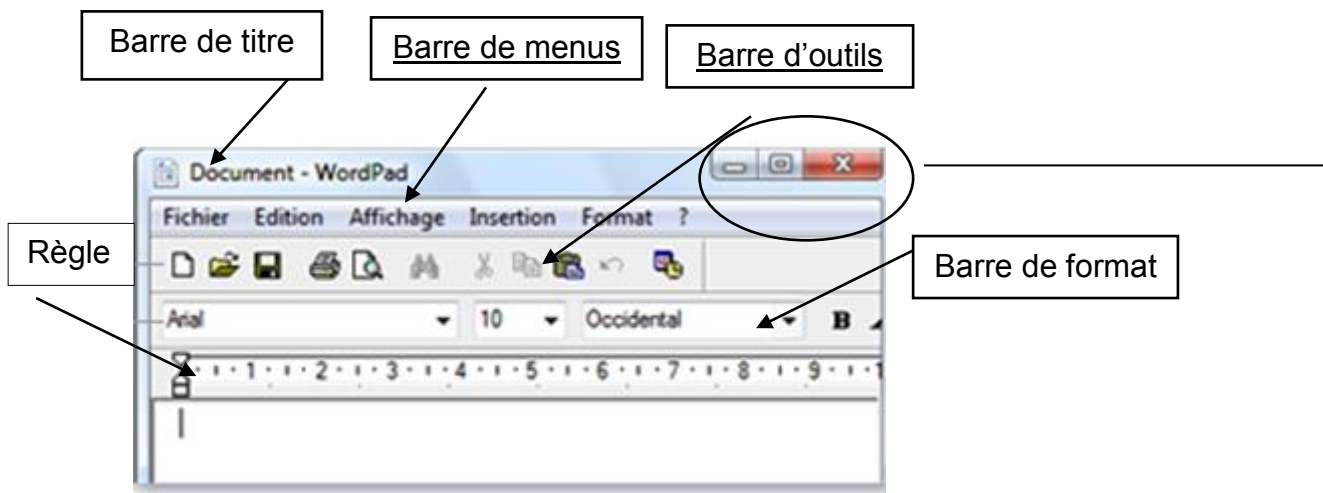 Barre de titre
Barre de menus
Barre d’outils
Document - WordPad
Fichier Edition Affichage Insertion Format ?
Règle
Barre de format
Arial 10 Occidental B
1 2 3 4 5 6 7 8 9 1